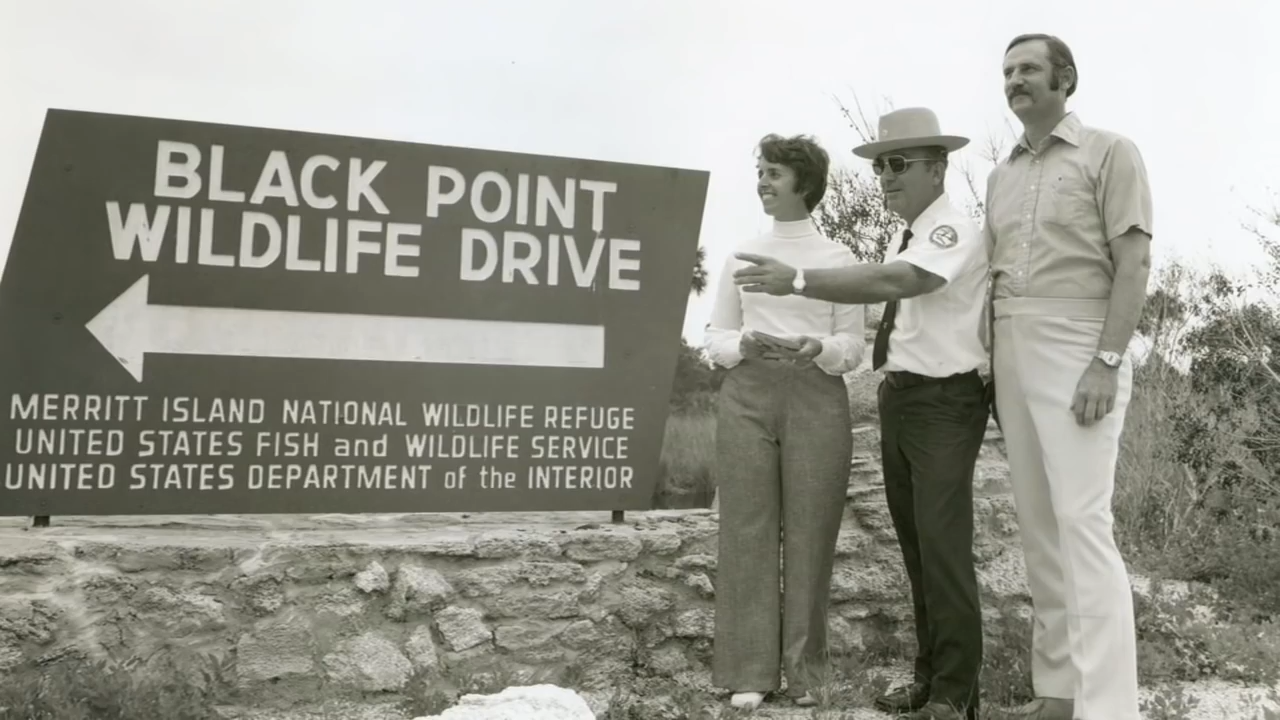 BLACK POINT
WILDLIFE DRIVE
MERRITT ISLAND NATIONAL WILDLIFE REFUGE
UNITED STATES FISH and WILDLIFE SERVICE
UNITED STATES DEPARTMENT of the INTERIOR